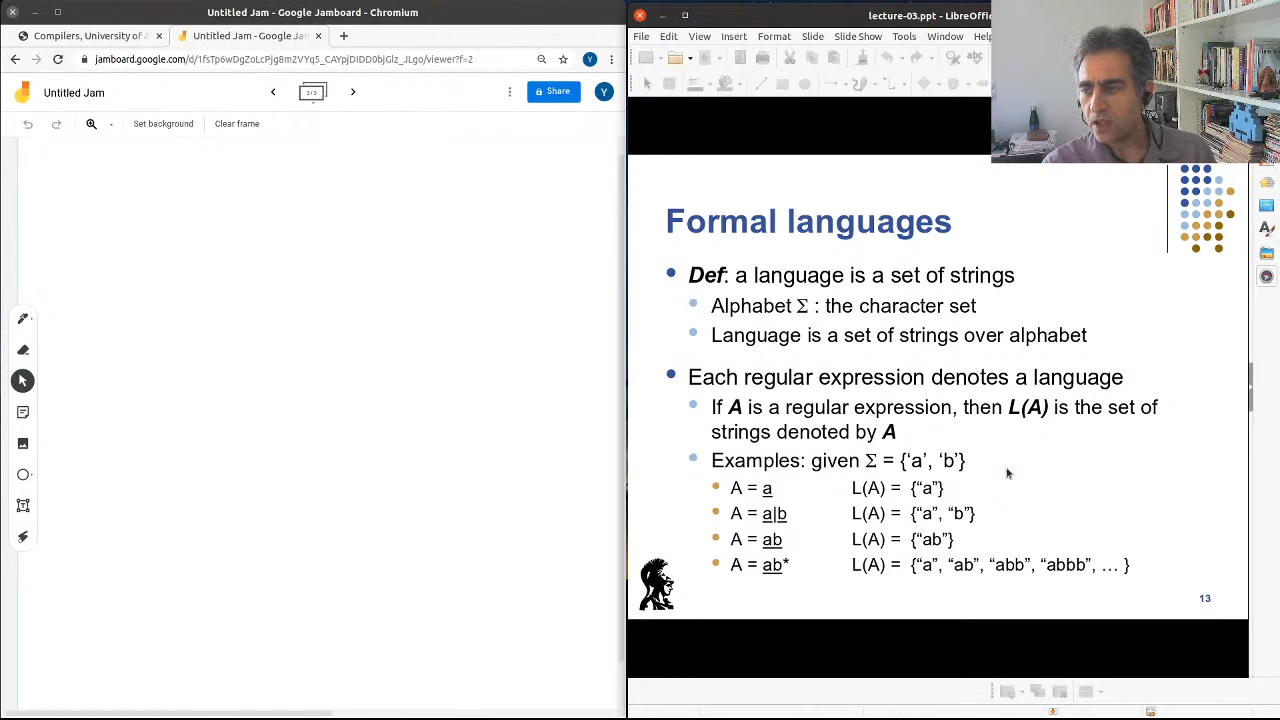 Untitled Jam - Google Jamboard - Chromium
Compilers, University of A
Untitled Jam - Google Jam
jamboard.google.com/d/
/viewer?f=2
Y
Untitled Jam
3/3
Share
Y
Set background
Clear frame
lecture-03.ppt - LibreOffic
File Edit View Insert Format Slide Slide Show Tools Window Help
abc
Formal languages
Def: a language is a set of strings
Alphabet Σ : the character set
Language is a set of strings over alphabet
Each regular expression denotes a language
If A is a regular expression, then L(A) is the set of
strings denoted by A
Examples: given Σ = {‘a’, ‘b’}
A = a L(A) = {“a”}
A = a|b L(A) = {“a”, “b”}
A = ab L(A) = {“ab”}
A = ab* L(A) = {“a”, “ab”, “abb”, “abbb”, … }
13